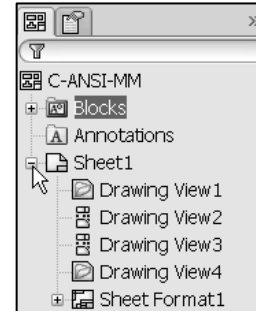 C-ANSI-MM
Blocks
A Annotations
Sheet1
Drawing View1
Drawing View2
Drawing View3
Drawing View4
Sheet Format1